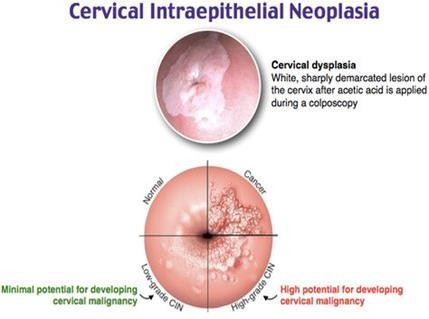 Cervical Intraepithelial Neoplasia
Cervical dysplasia
White, sharply demarcated lesion of
the cervix after acetic acid is applied
during a colposcopy
Normal
Cancer
Low-grade CIN
High-grade CIN
Minimal potential for developing
cervical malignancy
High potential for developing
cervical malignancy